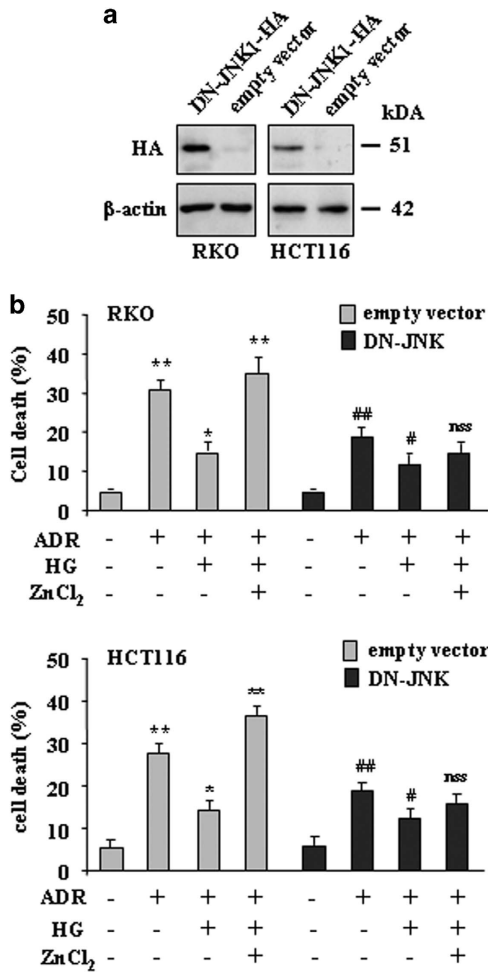 a
DN-JNK1-HA
empty vector
DN-JNK1-HA
empty vector
kDA
HA
51
β-actin
42
RKO
HCT116
b
RKO
empty vector
DN-JNK
Cell death (%)
50
40
30
20
10
0
**
*
**
##
#
nss
ADR - + + + - + + +
HG - - + + - - + +
ZnCl2 - - - + - - - +
HCT116
empty vector
DN-JNK
cell death (%)
50
40
30
20
10
0
**
*
**
##
#
nss
ADR - + + + - + + +
HG - - + + - - + +
ZnCl2 - - - + - - - +